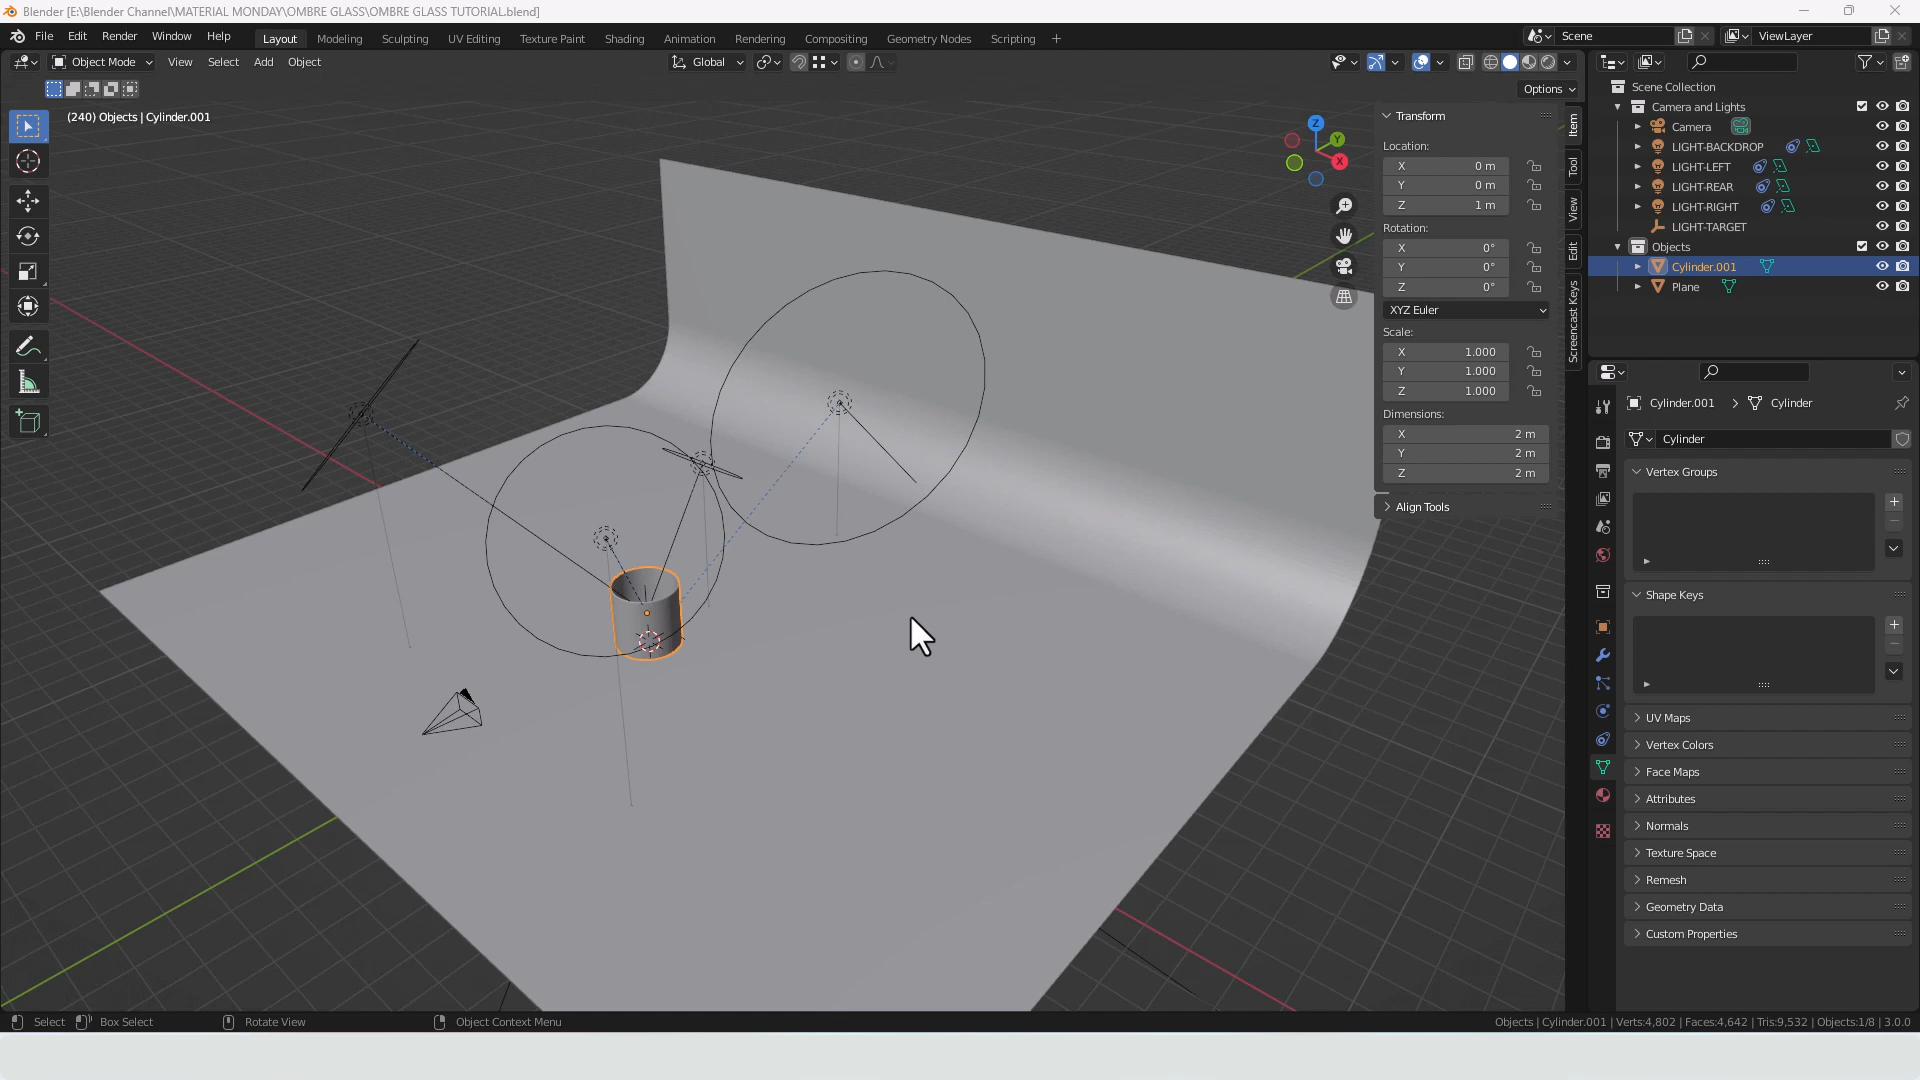 Blender [E:\Blender Channel\MATERIAL MONDAY\OMBRE GLASS\OMBRE GLASS TUTORIAL.blend]
File Edit Render Window Help
Layout Modeling Sculpting UV Editing Texture Paint Shading Animation Rendering Compositing Geometry Nodes Scripting +
Scene
ViewLayer
Object Mode View Select Add Object
Global
Options
(240) Objects | Cylinder.001
Z
Y
X
Transform
Location:
X 0 m
Y 0 m
Z 1 m
Rotation:
X 0°
Y 0°
Z 0°
XYZ Euler
Scale:
X 1.000
Y 1.000
Z 1.000
Dimensions:
X 2 m
Y 2 m
Z 2 m
Align Tools
Item
Tool
View
Edit
Screencast Keys
Scene Collection
Camera and Lights
Camera
LIGHT-BACKDROP
LIGHT-LEFT
LIGHT-REAR
LIGHT-RIGHT
LIGHT-TARGET
Objects
Cylinder.001
Plane
Cylinder.001 > Cylinder
Cylinder
Vertex Groups
Shape Keys
UV Maps
Vertex Colors
Face Maps
Attributes
Normals
Texture Space
Remesh
Geometry Data
Custom Properties
Select Box Select Rotate View Object Context Menu
Objects | Cylinder.001 | Verts:4,802 | Faces:4,642 | Tris:9,532 | Objects:1/8 | 3.0.0